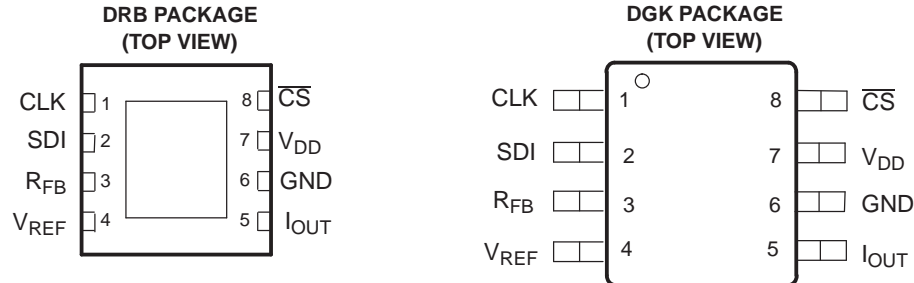 DRB PACKAGE
(TOP VIEW)
CLK 1 8 C̅S̅
SDI 2 7 VDD
RFB 3 6 GND
VREF 4 5 IOUT
DGK PACKAGE
(TOP VIEW)
CLK 1 8 C̅S̅
SDI 2 7 VDD
RFB 3 6 GND
VREF 4 5 IOUT